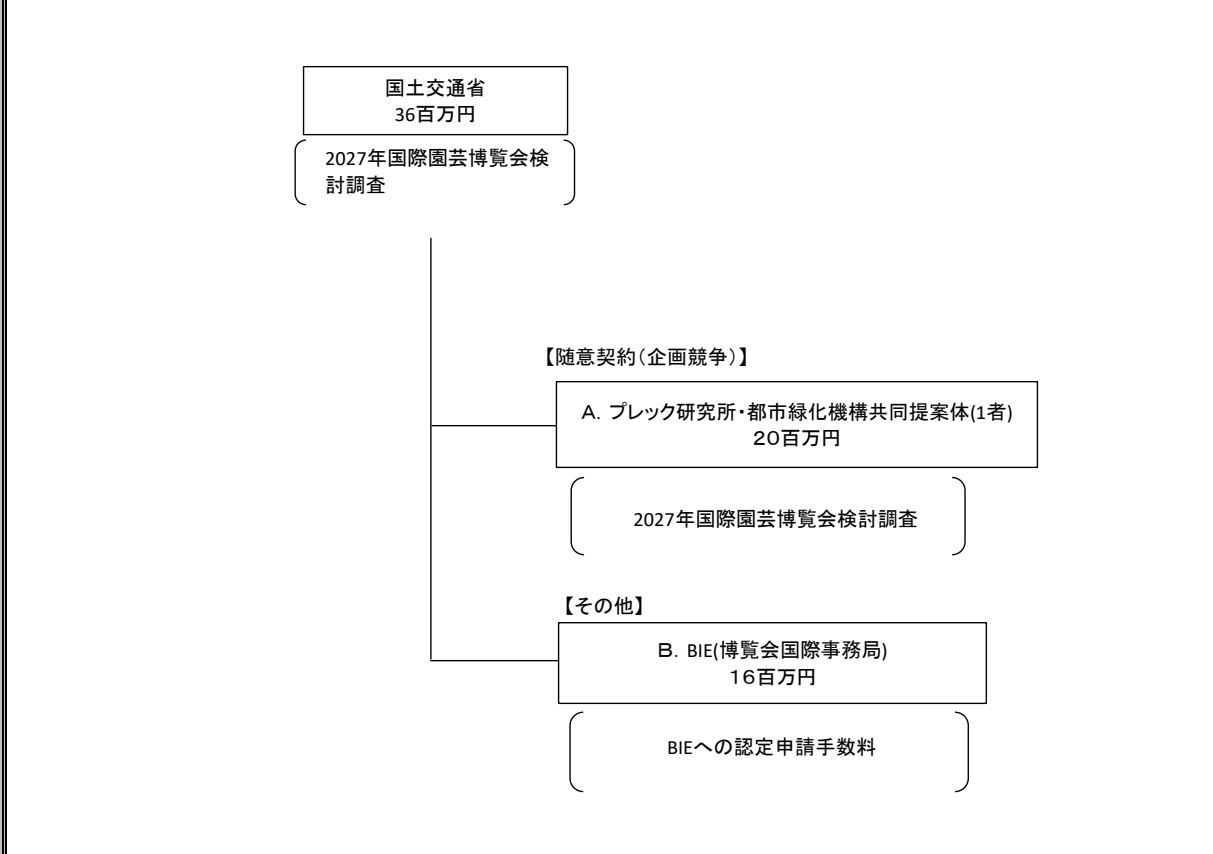 国土交通省
36百万円
2027年国際園芸博覧会検
討調査
【随意契約（企画競争）】
Ａ．プレック研究所・都市緑化機構共同提案体(1者)
２０百万円
2027年国際園芸博覧会検討調査
【その他】
Ｂ．BIE(博覧会国際事務局)
１６百万円
BIEへの認定申請手数料